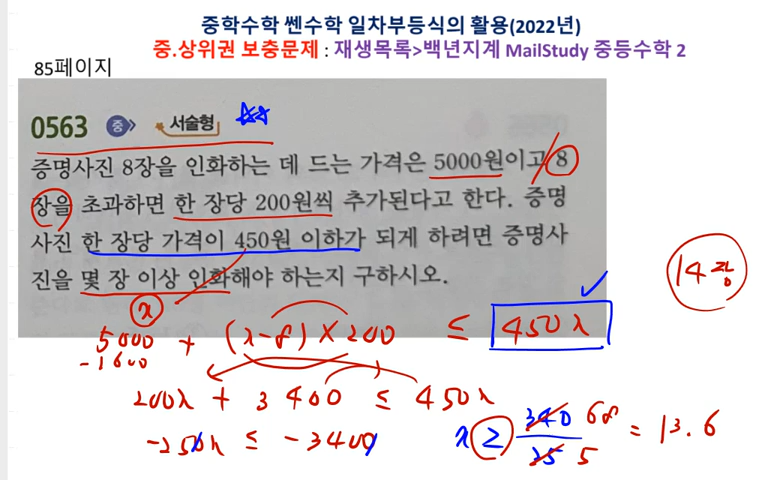 중학수학 쎈수학 일차부등식의 활용(2022년)
중.상위권 보충문제 : 재생목록>백년지계 MailStudy 중등수학 2
85페이지
0563 중 서술형
증명사진 8장을 인화하는 데 드는 가격은 5000원이고 8
장을 초과하면 한 장당 200원씩 추가된다고 한다. 증명
사진 한 장당 가격이 450원 이하가 되게 하려면 증명사
진을 몇 장 이상 인화해야 하는지 구하시오.
14장
x
5000 + (x-8) × 200 ≤ 450x
-1600
200x + 3400 ≤ 450x
-250x ≤ -3400
x ≥ 340/25 68/5 = 13.6